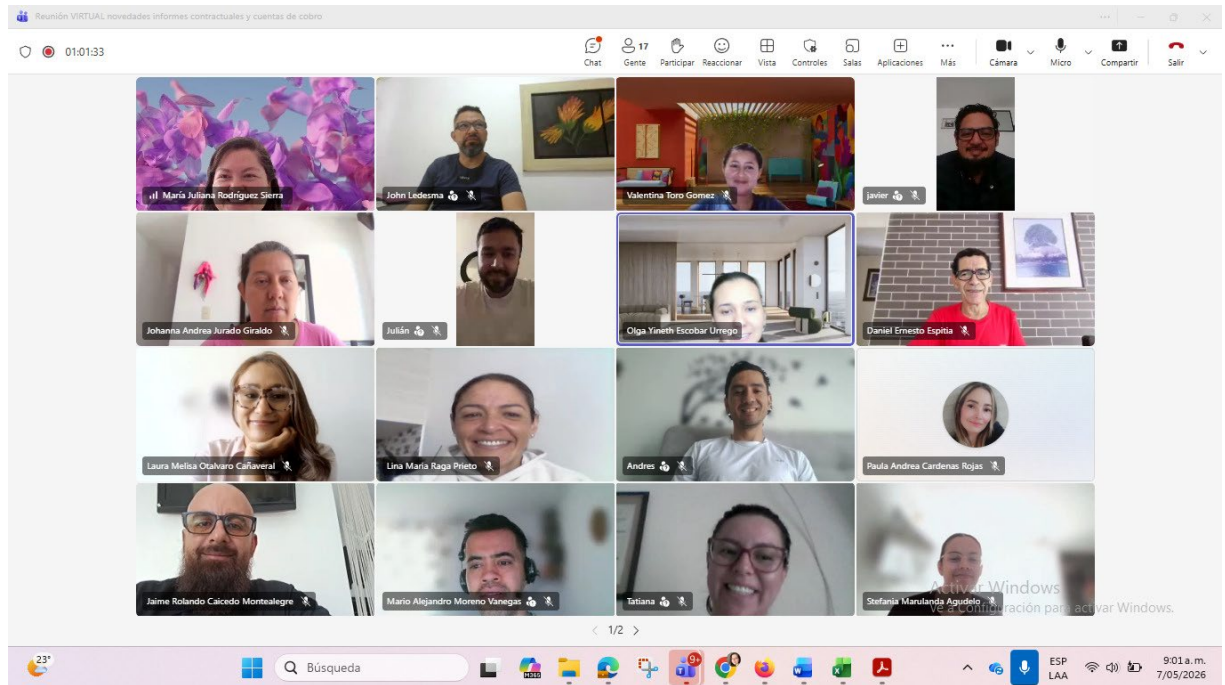 Reunión VIRTUAL novedades informes contractuales y cuentas de cobro
01:01:33
17
Chat Gente Participar Reaccionar Vista Controles Salas Aplicaciones Más Cámara Micro Compartir Salir
María Juliana Rodríguez Sierra
John Ledesma
Valentina Toro Gomez
javier
Johanna Andrea Jurado Giraldo
Julián
Olga Yineth Escobar Urrego
Daniel Ernesto Espitia
Laura Melisa Otalvaro Cañaveral
Lina Maria Raga Prieto
Andres
Paula Andrea Cardenas Rojas
Jaime Rolando Caicedo Montealegre
Mario Alejandro Moreno Vanegas
Tatiana
Stefania Marulanda Agudelo
Activar Windows
Ve a Configuración para activar Windows.
1/2
23°
Búsqueda
M365
9+
ESP
LAA
9:01 a. m.
7/05/2026